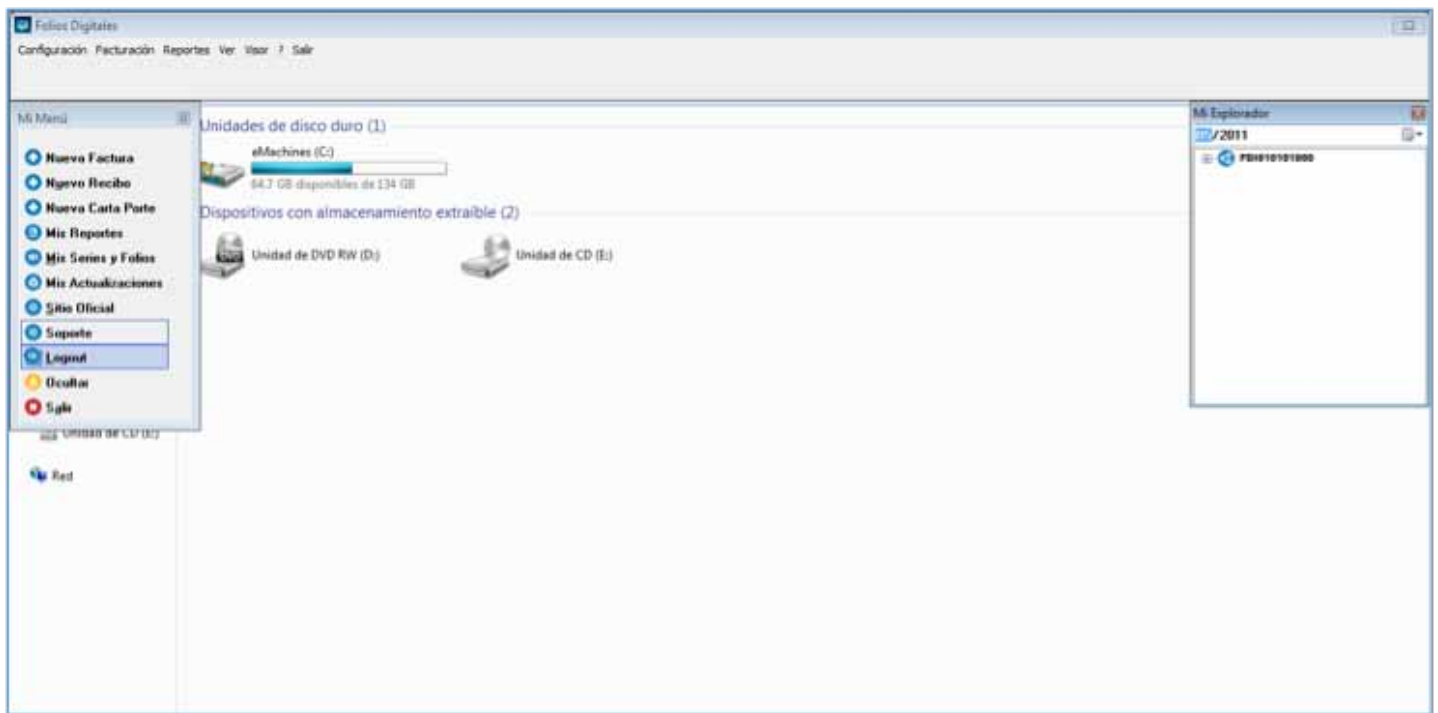 Folios Digitales
Configuración Facturación Reportes Ver Visor ? Salir
Mi Menú
Nueva Factura
Nuevo Recibo
Nueva Carta Porte
Mis Reportes
Mis Series y Folios
Mis Actualizaciones
Sitio Oficial
Soporte
Logout
Ocultar
Salir
Unidad de CD (E:)
Red
Unidades de disco duro (1)
eMachines (C:)
64.7 GB disponibles de 134 GB
Dispositivos con almacenamiento extraíble (2)
Unidad de DVD RW (D:)
Unidad de CD (E:)
Mi Explorador
/2011